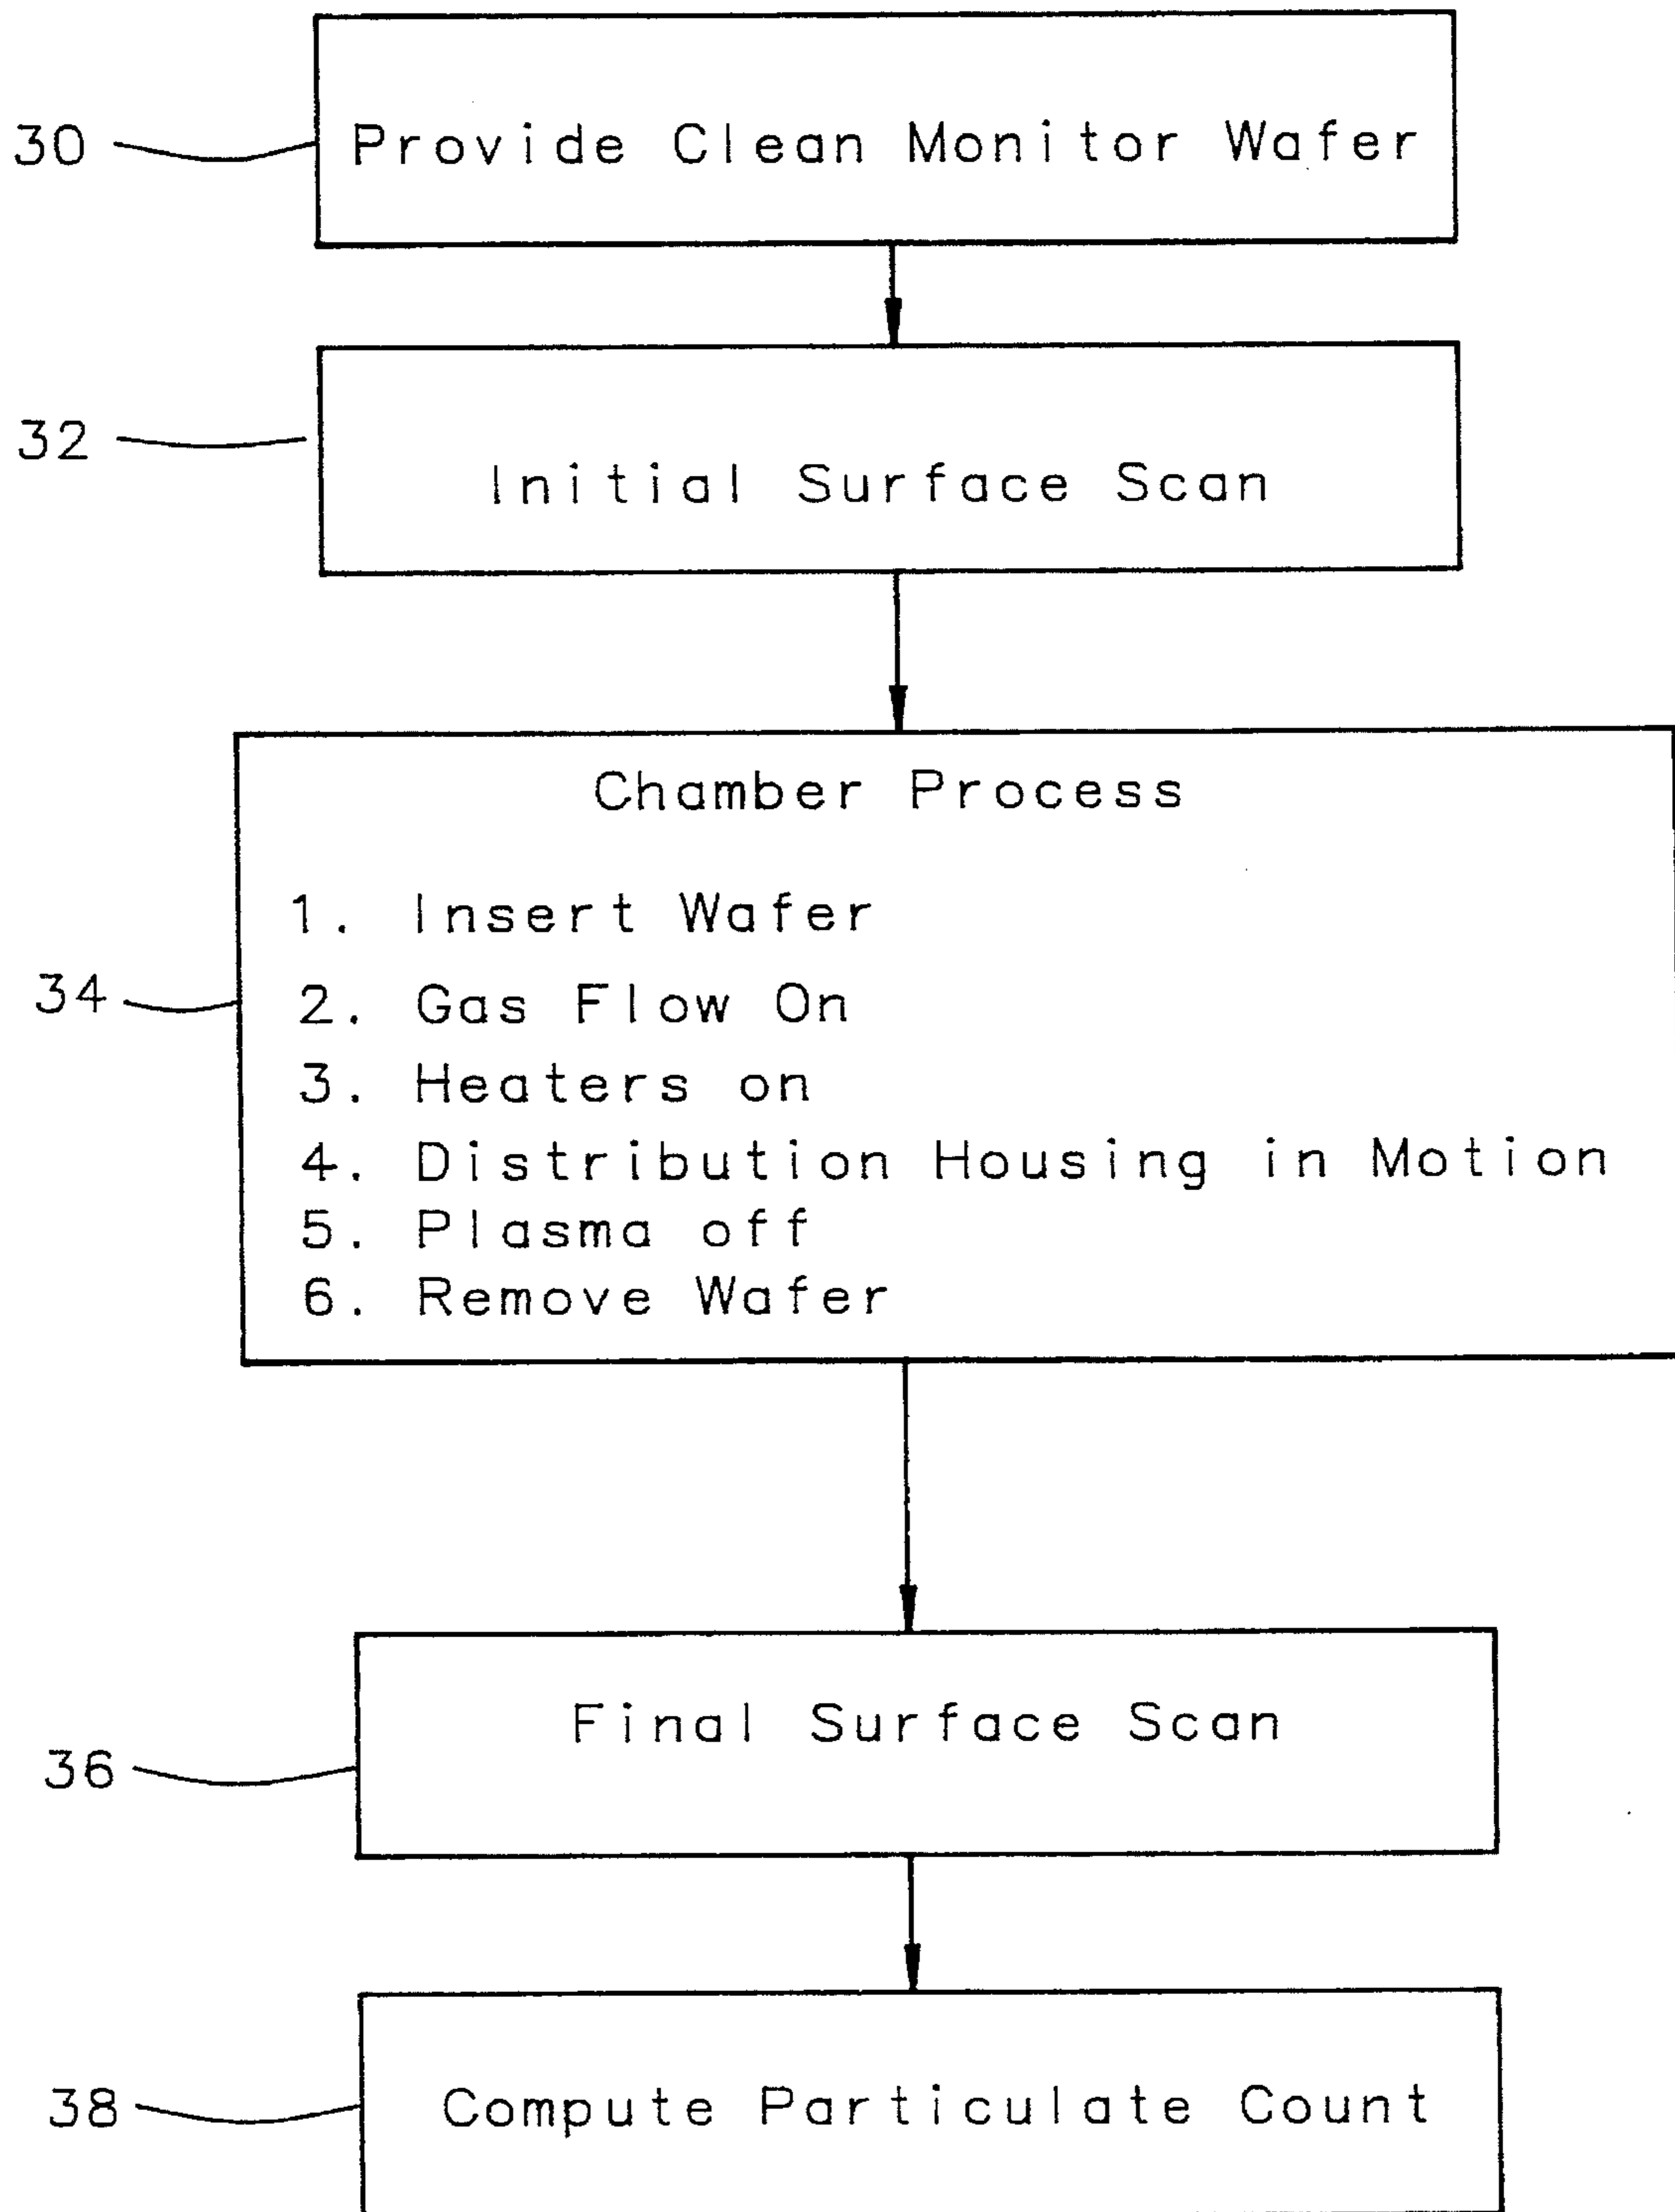 30 Provide Clean Monitor Wafer
32 Initial Surface Scan
Chamber Process
1. Insert Wafer
34 2. Gas Flow On
3. Heaters on
4. Distribution Housing in Motion
5. Plasma off
6. Remove Wafer
36 Final Surface Scan
38 Compute Particulate Count